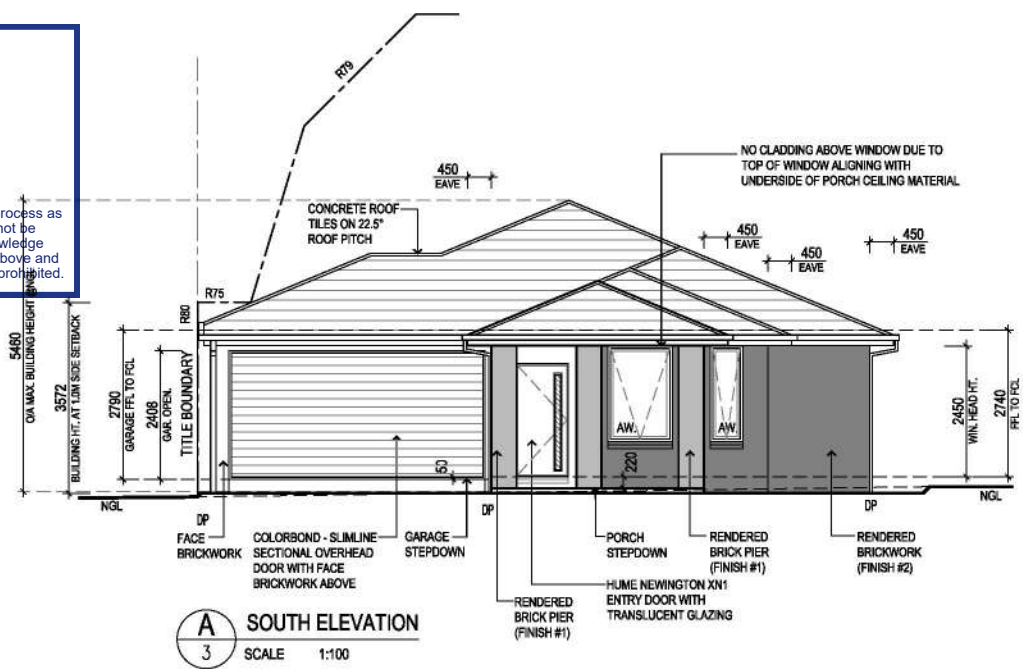 process as
not be
wledge
above and
prohibited.
R79
450
EAVE
CONCRETE ROOF
TILES ON 22.5°
ROOF PITCH
NO CLADDING ABOVE WINDOW DUE TO
TOP OF WINDOW ALIGNING WITH
UNDERSIDE OF PORCH CEILING MATERIAL
450
EAVE
450
EAVE
450
EAVE
R75
R80
5460
O/A MAX. BUILDING HEIGHT
3572
BUILDING HT. AT 1.0M SIDE SETBACK
2790
GARAGE FFL TO FCL
2408
GAR. OPEN.
TITLE BOUNDARY
50
220
AW.
AW.
2450
WIN. HEAD HT.
2740
FFL TO FCL
NGL
NGL
DP
DP
DP
FACE
BRICKWORK
COLORBOND - SLIMLINE
SECTIONAL OVERHEAD
DOOR WITH FACE
BRICKWORK ABOVE
GARAGE
STEPDOWN
RENDERED
BRICK PIER
(FINISH #1)
PORCH
STEPDOWN
HUME NEWINGTON XN1
ENTRY DOOR WITH
TRANSLUCENT GLAZING
RENDERED
BRICK PIER
(FINISH #1)
RENDERED
BRICKWORK
(FINISH #2)
A
3
SOUTH ELEVATION
SCALE 1:100